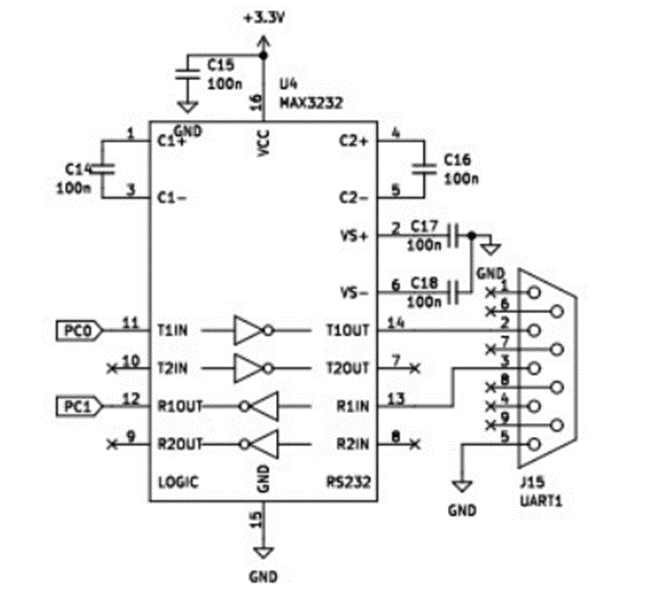 +3.3V
C15
100n
U4
MAX3232
16
GND
VCC
1
C1+
C2+
4
C14
100n
C16
100n
3
C1-
C2-
5
VS+
2
C17
100n
GND
VS-
6
C18
100n
1
6
PC0
11
T1IN
T1OUT
14
2
7
10
T2IN
T2OUT
7
3
8
PC1
12
R1OUT
R1IN
13
4
9
9
R2OUT
R2IN
8
5
LOGIC
GND
RS232
J15
UART1
15
GND
GND